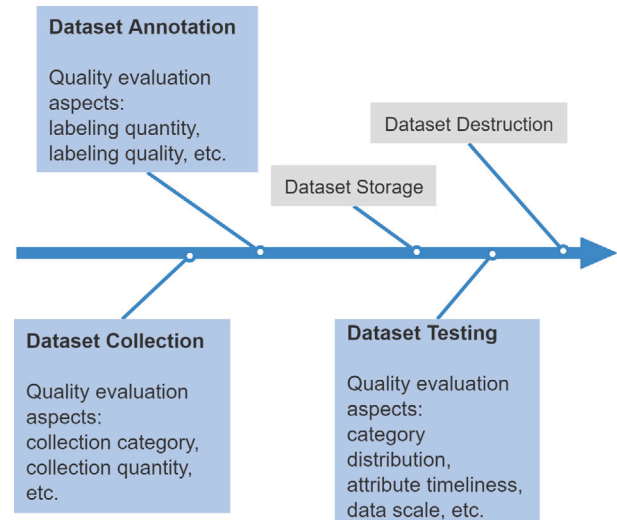 Dataset Annotation
Quality evaluation
aspects:
labeling quantity,
labeling quality, etc.
Dataset Destruction
Dataset Storage
Dataset Collection
Quality evaluation
aspects:
collection category,
collection quantity,
etc.
Dataset Testing
Quality evaluation
aspects:
category
distribution,
attribute timeliness,
data scale, etc.